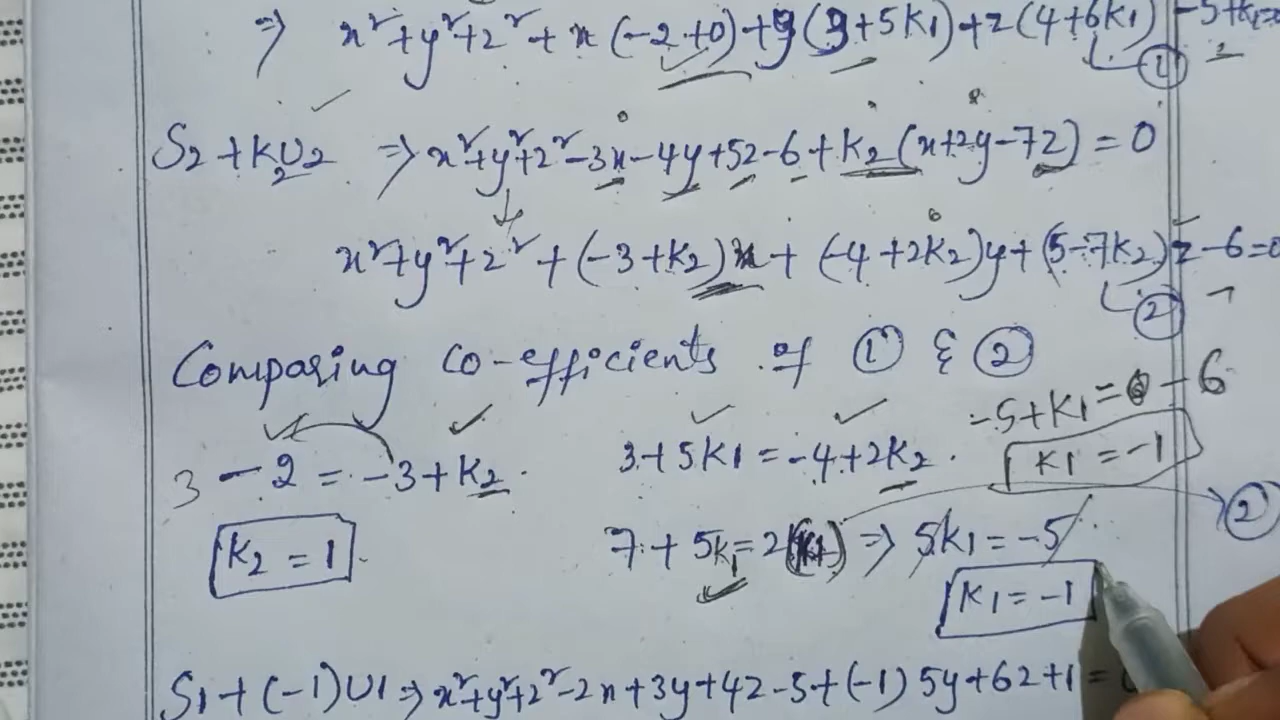 ⇒ x²+y²+z²+x(-2+0)+y(3+5k₁)+z(4+6k₁)-5+k₁=
①
S₂+k₂U₂ ⇒ x²+y²+z²-3x-4y+5z-6+k₂(x+2y-7z)=0
x²+y²+z²+(-3+k₂)x+(-4+2k₂)y+(5-7k₂)z-6=0
②
Comparing Co-efficients of ① & ②
-5+k₁=-6
3-2=-3+k₂. 3+5k₁=-4+2k₂. k₁=-1
②
k₂=1. 7+5k₁=2(1) ⇒ 5k₁=-5
k₁=-1
S₁+(-1)U₁⇒x²+y²+z²-2x+3y+4z-5+(-1)5y+6z+1=